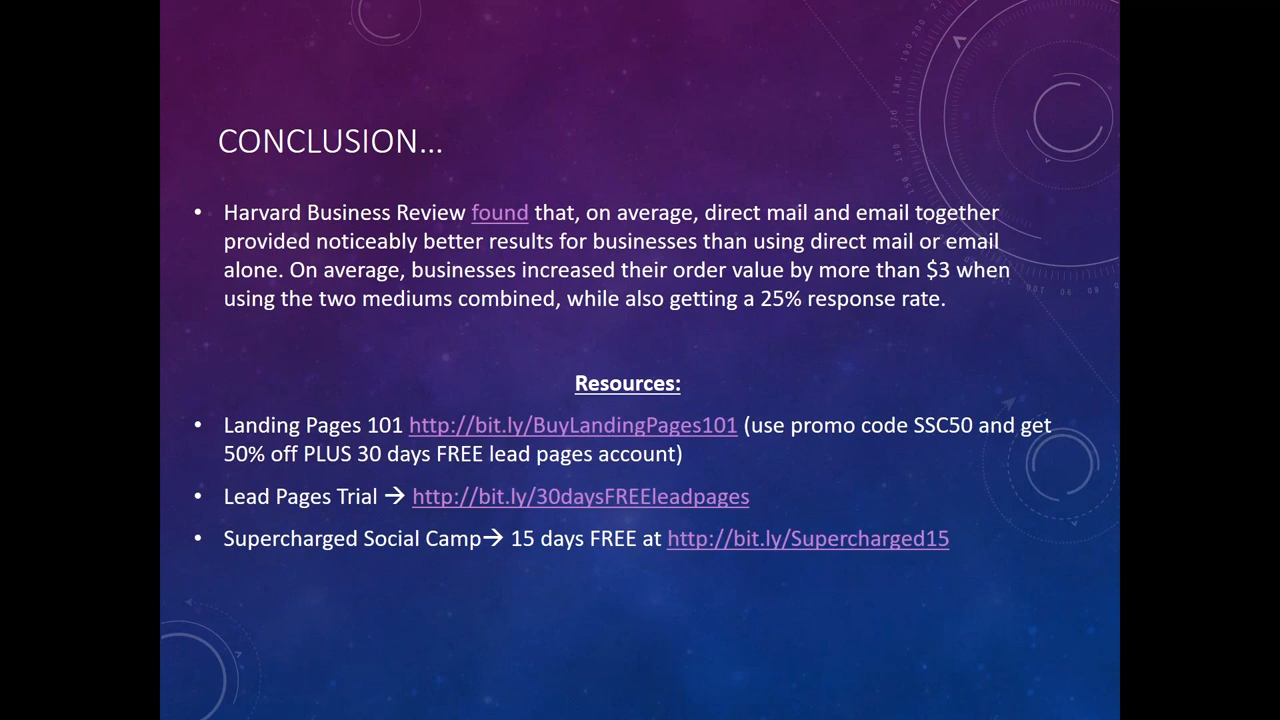 CONCLUSION...
• Harvard Business Review found that, on average, direct mail and email together
provided noticeably better results for businesses than using direct mail or email
alone. On average, businesses increased their order value by more than $3 when
using the two mediums combined, while also getting a 25% response rate.
Resources:
• Landing Pages 101 http://bit.ly/BuyLandingPages101 (use promo code SSC50 and get
50% off PLUS 30 days FREE lead pages account)
• Lead Pages Trial → http://bit.ly/30daysFREEleadpages
• Supercharged Social Camp→ 15 days FREE at http://bit.ly/Supercharged15